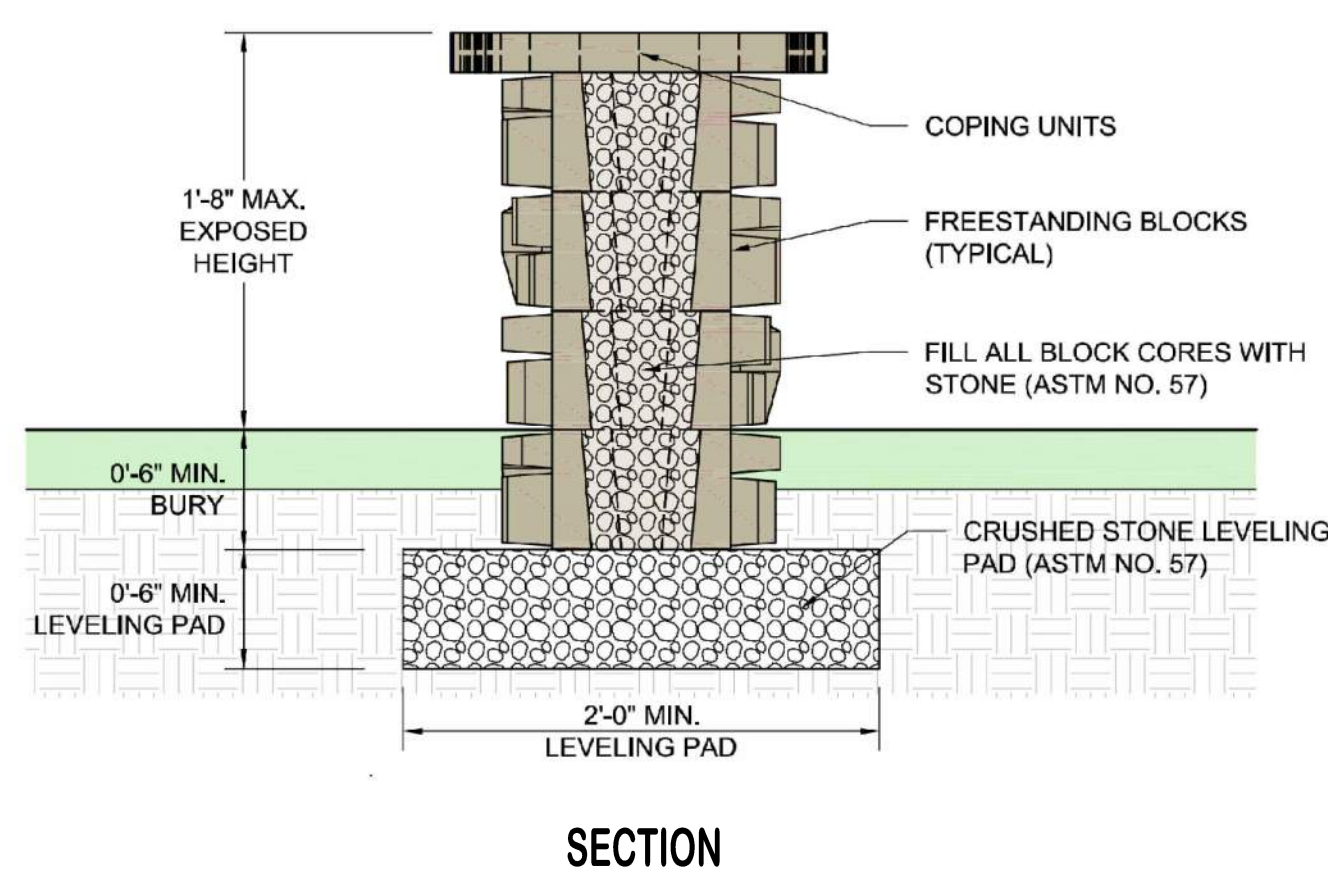 COPING UNITS
1'-8" MAX.
EXPOSED
HEIGHT
FREESTANDING BLOCKS
(TYPICAL)
FILL ALL BLOCK CORES WITH
STONE (ASTM NO. 57)
0'-6" MIN.
BURY
CRUSHED STONE LEVELING
PAD (ASTM NO. 57)
0'-6" MIN.
LEVELING PAD
2'-0" MIN.
LEVELING PAD
SECTION